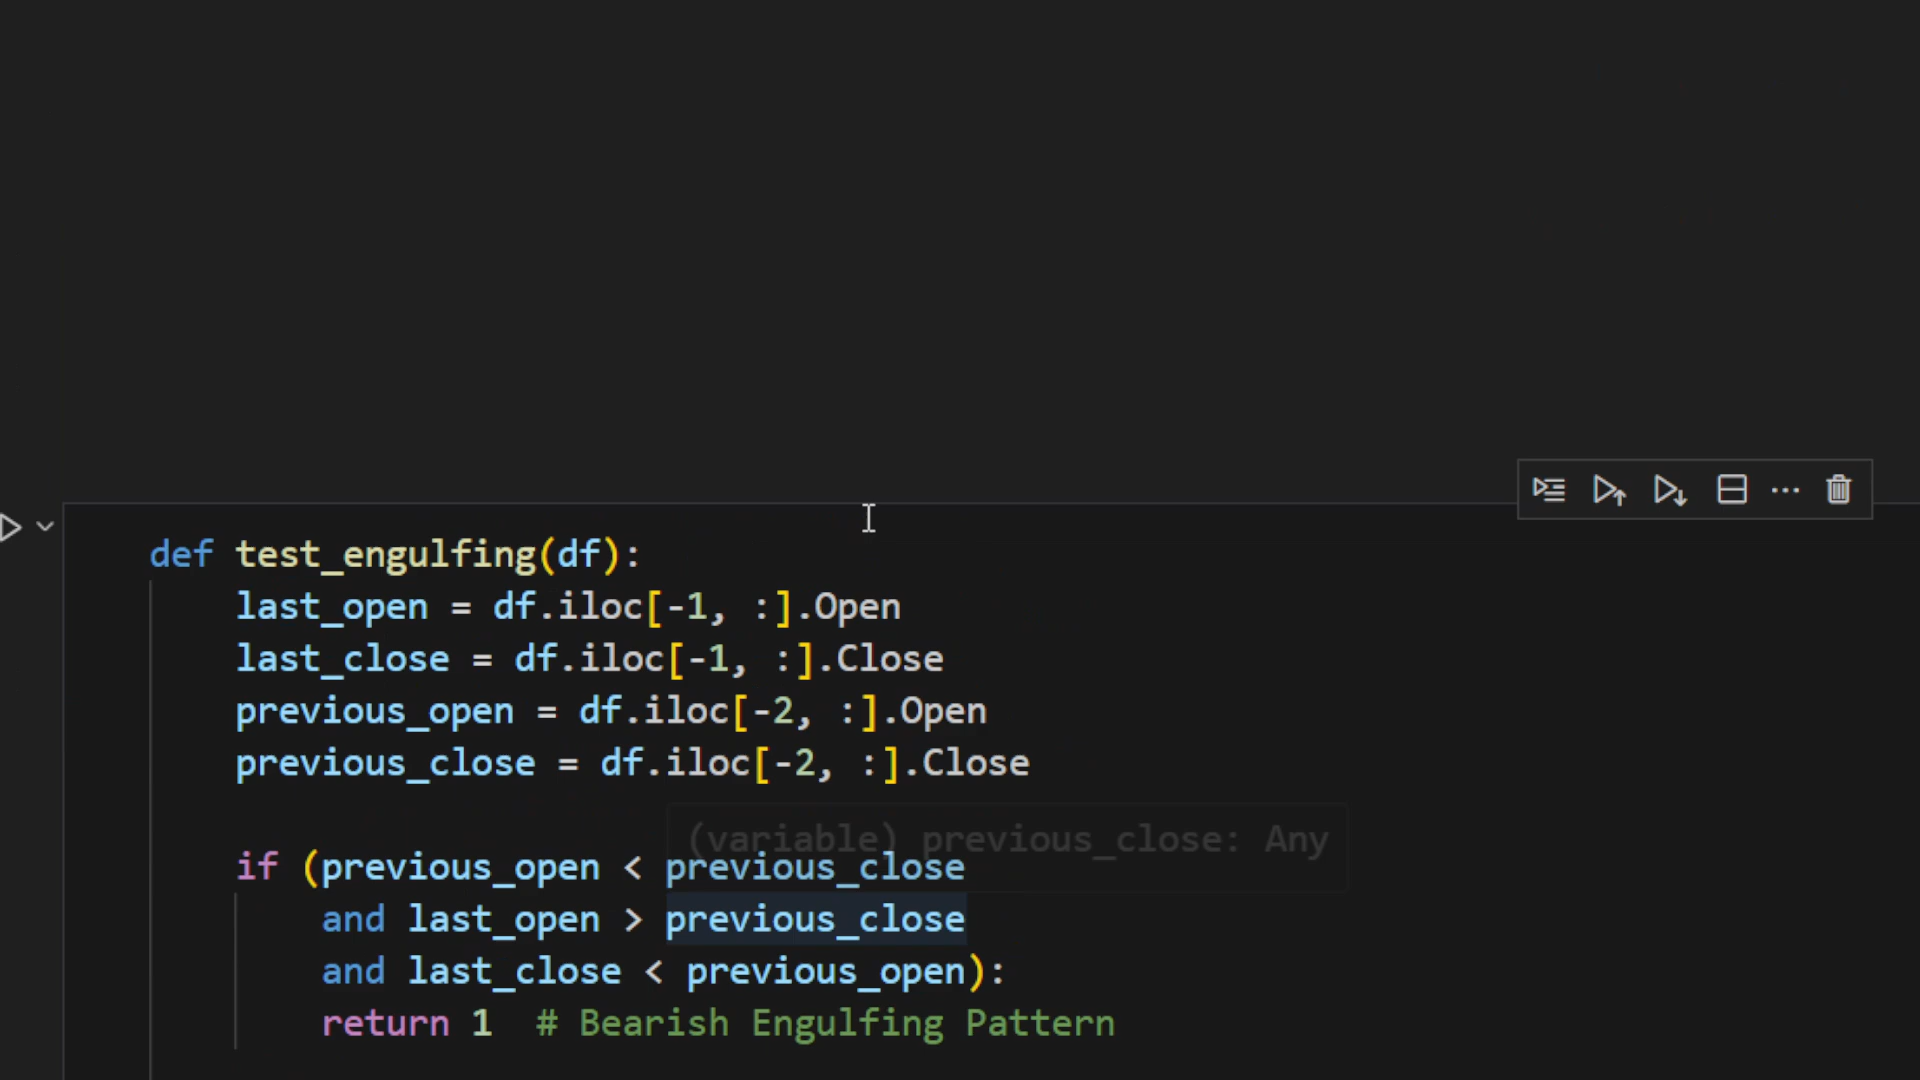 def test_engulfing(df):
    last_open = df.iloc[-1, :].Open
    last_close = df.iloc[-1, :].Close
    previous_open = df.iloc[-2, :].Open
    previous_close = df.iloc[-2, :].Close
(variable) previous_close: Any
    if (previous_open < previous_close
        and last_open > previous_close
        and last_close < previous_open):
        return 1  # Bearish Engulfing Pattern